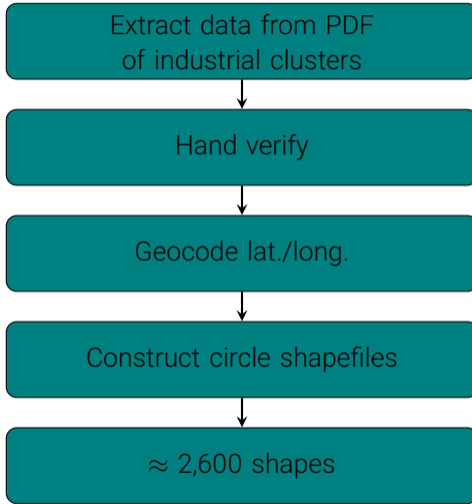 Extract data from PDF
of industrial clusters
Hand verify
Geocode lat./long.
Construct circle shapefiles
≈ 2,600 shapes